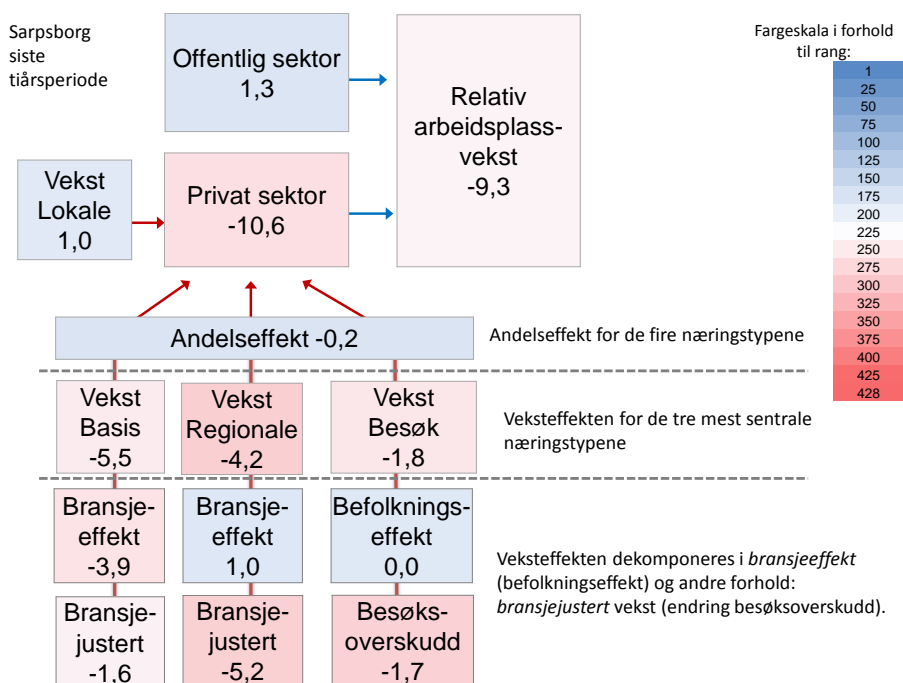 Sarpsborg
siste
tiårsperiode
Offentlig sektor
1,3
Relativ
arbeidsplass-
vekst
-9,3
Vekst
Lokale
1,0
Privat sektor
-10,6
Fargeskala i forhold
til rang:
1
25
50
75
100
125
150
175
200
225
250
275
300
325
350
375
400
425
428
Andelseffekt -0,2
Andelseffekt for de fire næringstypene
Vekst
Basis
-5,5
Vekst
Regionale
-4,2
Vekst
Besøk
-1,8
Veksteffekten for de tre mest sentrale
næringstypene
Bransje-
effekt
-3,9
Bransje-
effekt
1,0
Befolknings-
effekt
0,0
Bransje-
justert
-1,6
Bransje-
justert
-5,2
Besøks-
overskudd
-1,7
Veksteffekten dekomponeres i bransjeeffekt
(befolkningseffekt) og andre forhold:
bransjejustert vekst (endring besøksoverskudd).